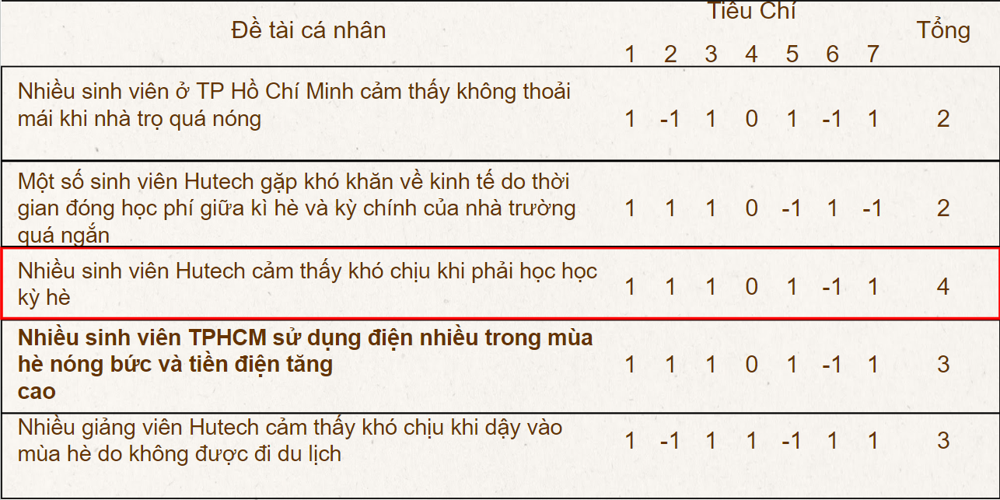 Tiêu Chí
Đề tài cá nhân
Tổng
1 2 3 4 5 6 7
Nhiều sinh viên ở TP Hồ Chí Minh cảm thấy không thoải
mái khi nhà trọ quá nóng
1 -1 1 0 1 -1 1 2
Một số sinh viên Hutech gặp khó khăn về kinh tế do thời
gian đóng học phí giữa kì hè và kỳ chính của nhà trường
quá ngắn
1 1 1 0 -1 1 -1 2
Nhiều sinh viên Hutech cảm thấy khó chịu khi phải học học
kỳ hè
1 1 1 0 1 -1 1 4
Nhiều sinh viên TPHCM sử dụng điện nhiều trong mùa
hè nóng bức và tiền điện tăng
cao
1 1 1 0 1 -1 1 3
Nhiều giảng viên Hutech cảm thấy khó chịu khi dậy vào
mùa hè do không được đi du lịch
1 -1 1 1 -1 1 1 3